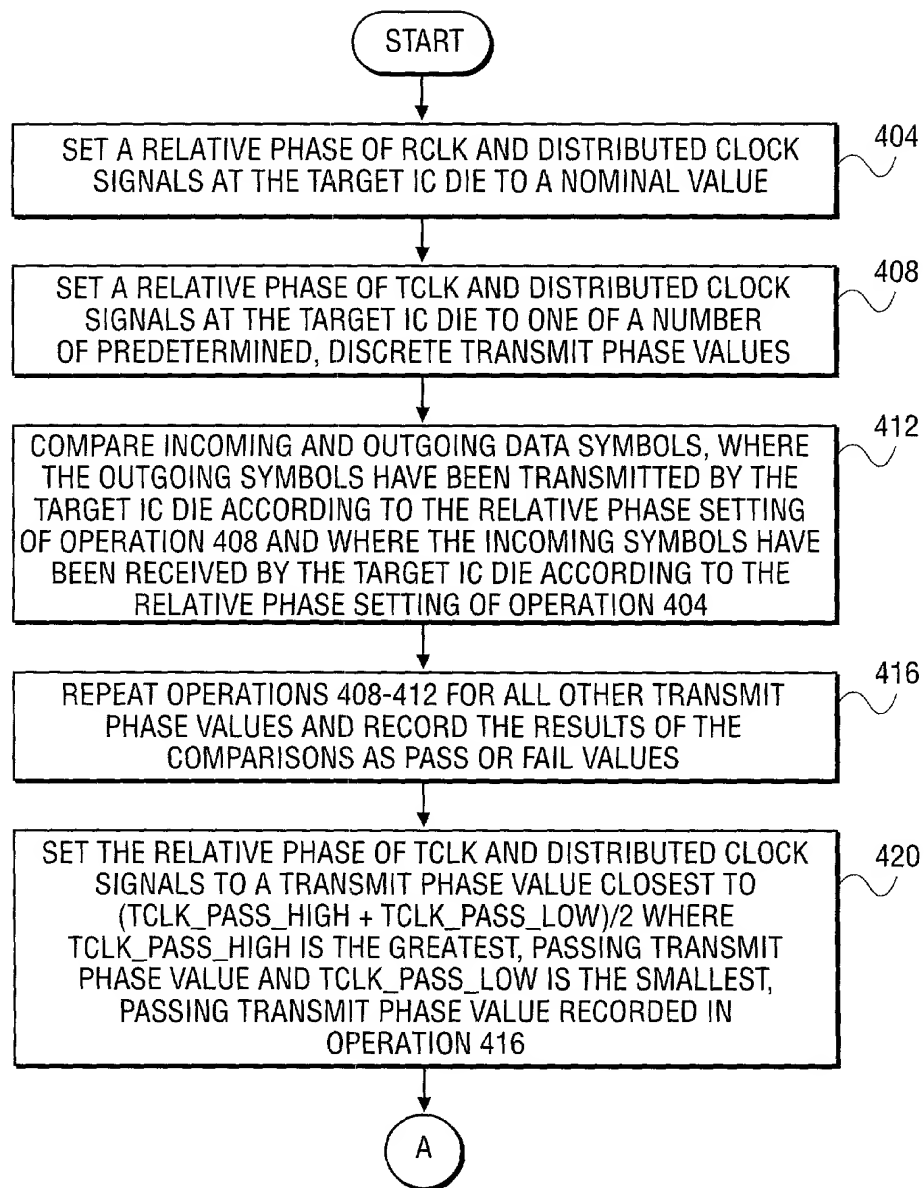 START
SET A RELATIVE PHASE OF RCLK AND DISTRIBUTED CLOCK
SIGNALS AT THE TARGET IC DIE TO A NOMINAL VALUE
404
SET A RELATIVE PHASE OF TCLK AND DISTRIBUTED CLOCK
SIGNALS AT THE TARGET IC DIE TO ONE OF A NUMBER
OF PREDETERMINED, DISCRETE TRANSMIT PHASE VALUES
408
COMPARE INCOMING AND OUTGOING DATA SYMBOLS, WHERE
THE OUTGOING SYMBOLS HAVE BEEN TRANSMITTED BY THE
TARGET IC DIE ACCORDING TO THE RELATIVE PHASE SETTING
OF OPERATION 408 AND WHERE THE INCOMING SYMBOLS HAVE
BEEN RECEIVED BY THE TARGET IC DIE ACCORDING TO THE
RELATIVE PHASE SETTING OF OPERATION 404
412
REPEAT OPERATIONS 408-412 FOR ALL OTHER TRANSMIT
PHASE VALUES AND RECORD THE RESULTS OF THE
COMPARISONS AS PASS OR FAIL VALUES
416
SET THE RELATIVE PHASE OF TCLK AND DISTRIBUTED CLOCK
SIGNALS TO A TRANSMIT PHASE VALUE CLOSEST TO
(TCLK_PASS_HIGH + TCLK_PASS_LOW)/2 WHERE
TCLK_PASS_HIGH IS THE GREATEST, PASSING TRANSMIT
PHASE VALUE AND TCLK_PASS_LOW IS THE SMALLEST,
PASSING TRANSMIT PHASE VALUE RECORDED IN
OPERATION 416
420
A